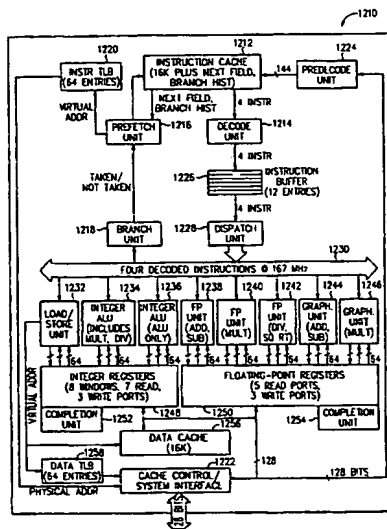 1210
1220
INSTR TLB
(64 ENTRIES)
1212
INSTRUCTION CACHE
(16K PLUS NEXT FIELD,
BRANCH HIST)
1224
144
PREDECODE
UNIT
VIRTUAL
ADDR
NEXT FIELD,
BRANCH HIST
4 INSTR
PREFETCH
UNIT
1216
DECODE
UNIT
1214
4 INSTR
1226
INSTRUCTION
BUFFER
(12 ENTRIES)
TAKEN/
NOT TAKEN
4 INSTR
1218
BRANCH
UNIT
1228
DISPATCH
UNIT
1230
FOUR DECODED INSTRUCTIONS @ 167 MHz
1232
1234
1236
1238
1240
1242
1244
1246
LOAD/
STORE
UNIT
INTEGER
ALU
(INCLUDES
MULT, DIV)
INTEGER
ALU
(ALU
ONLY)
FP
UNIT
(ADD,
SUB)
FP
UNIT
(MULT)
FP
UNIT
(DIV,
SQ RT)
GRAPH.
UNIT
(ADD,
SUB)
GRAPH.
UNIT
(MULT)
64
64
64
54
54
54
54
54
VIRTUAL ADDR
INTEGER REGISTERS
(8 WINDOWS, 7 READ,
3 WRITE PORTS)
FLOATING-POINT REGISTERS
(5 READ PORTS,
3 WRITE PORTS)
COMPLETION
UNIT
1252
1248
1250
1254
COMPLETION
UNIT
1256
DATA CACHE
(16K)
1258
DATA TLB
(64 ENTRIES)
1222
CACHE CONTROL/
SYSTEM INTERFACE
128
128 BITS
PHYSICAL ADDR
128 BIT